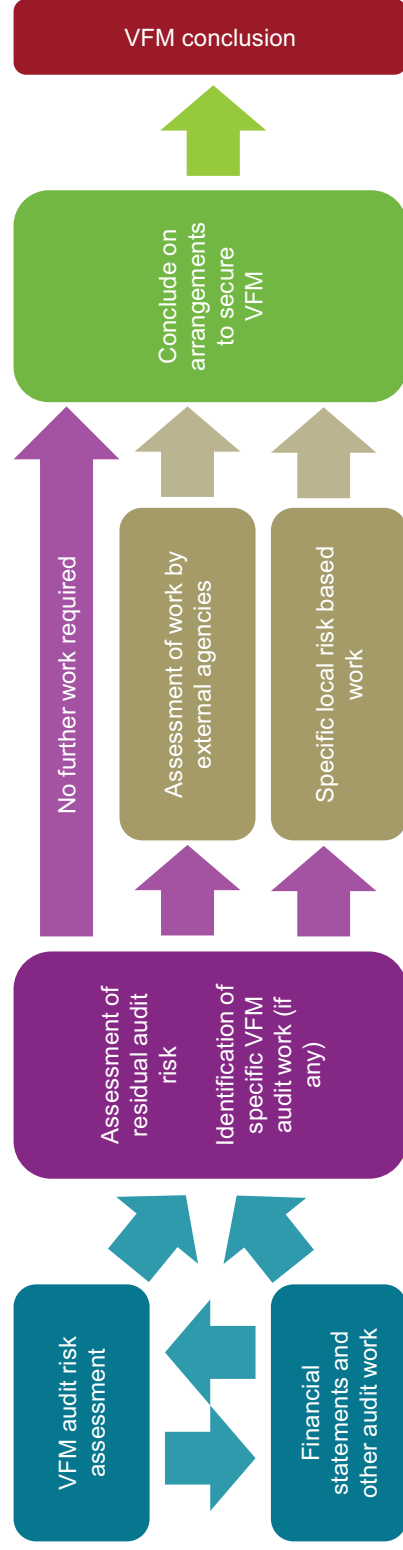 VFM audit risk
assessment
Financial
statements and
other audit work
Assessment of
residual audit
risk
Identification of
specific VFM
audit work (if
any)
No further work required
Assessment of work by
external agencies
Specific local risk based
work
Conclude on
arrangements
to secure
VFM
VFM conclusion